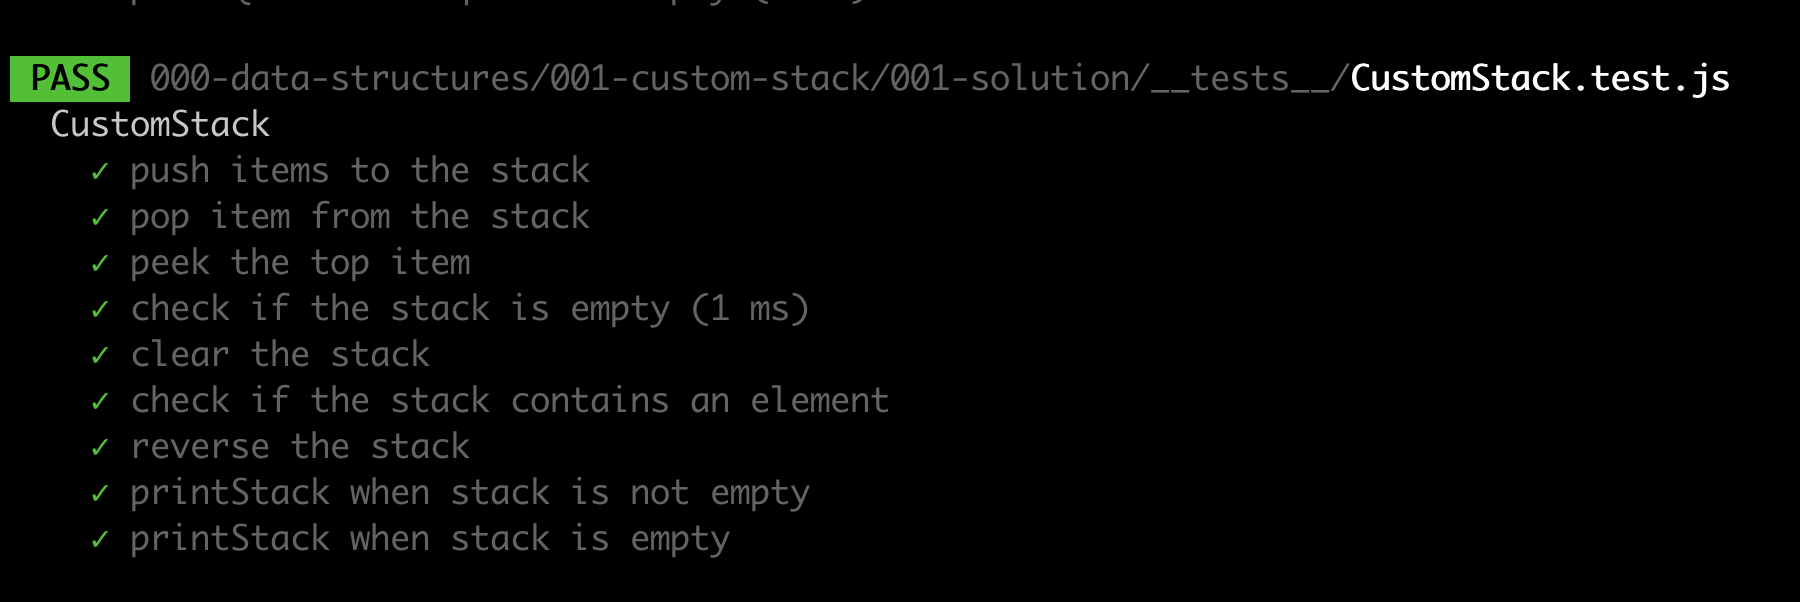 PASS 000-data-structures/001-custom-stack/001-solution/__tests__/CustomStack.test.js
CustomStack
✓ push items to the stack
✓ pop item from the stack
✓ peek the top item
✓ check if the stack is empty (1 ms)
✓ clear the stack
✓ check if the stack contains an element
✓ reverse the stack
✓ printStack when stack is not empty
✓ printStack when stack is empty